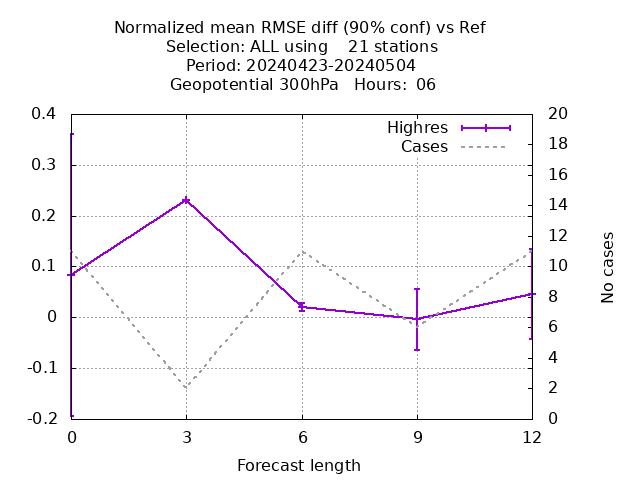 Normalized mean RMSE diff (90% conf) vs Ref
Selection: ALL using    21 stations
Period: 20240423-20240504
Geopotential 300hPa   Hours:  06
Highres
Cases
0.4
0.3
0.2
0.1
0
-0.1
-0.2
20
18
16
14
12
10
8
6
4
2
0
No cases
0 3 6 9 12
Forecast length